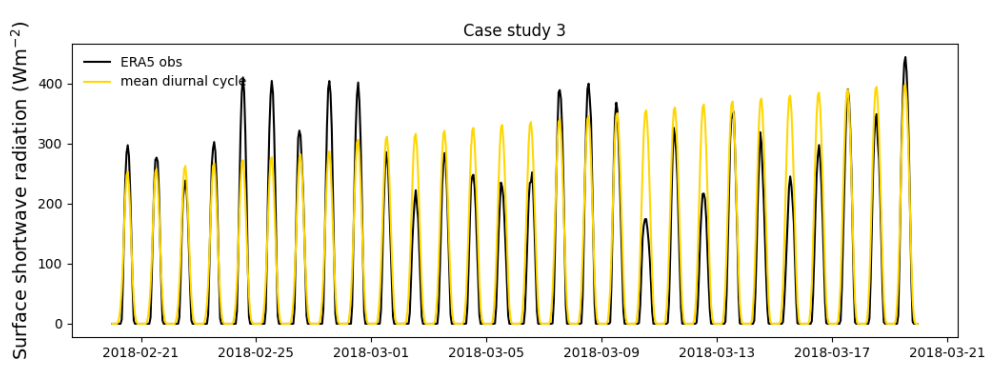 Case study 3
Surface shortwave radiation (Wm⁻²)
ERA5 obs
mean diurnal cycle
400
300
200
100
0
2018-02-21 2018-02-25 2018-03-01 2018-03-05 2018-03-09 2018-03-13 2018-03-17 2018-03-21